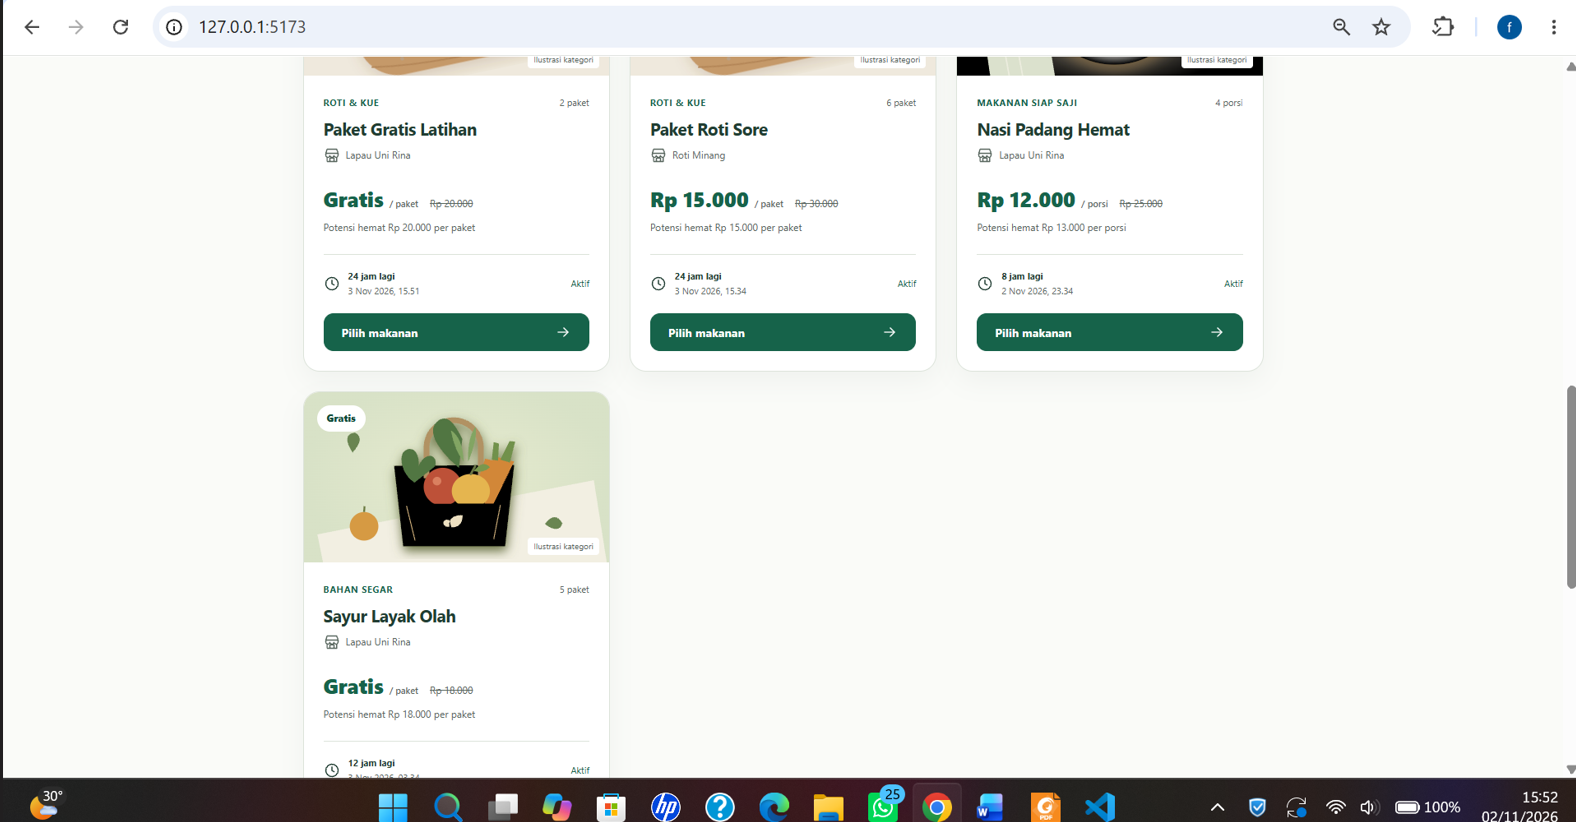 127.0.0.1:5173
f
Ilustrasi kategori
Ilustrasi kategori
Ilustrasi kategori
ROTI & KUE
2 paket
Paket Gratis Latihan
Lapau Uni Rina
Gratis / paket Rp 20.000
Potensi hemat Rp 20.000 per paket
24 jam lagi
3 Nov 2026, 15.51
Aktif
Pilih makanan
ROTI & KUE
6 paket
Paket Roti Sore
Roti Minang
Rp 15.000 / paket Rp 30.000
Potensi hemat Rp 15.000 per paket
24 jam lagi
3 Nov 2026, 15.34
Aktif
Pilih makanan
MAKANAN SIAP SAJI
4 porsi
Nasi Padang Hemat
Lapau Uni Rina
Rp 12.000 / porsi Rp 25.000
Potensi hemat Rp 13.000 per porsi
8 jam lagi
2 Nov 2026, 23.34
Aktif
Pilih makanan
Gratis
Ilustrasi kategori
BAHAN SEGAR
5 paket
Sayur Layak Olah
Lapau Uni Rina
Gratis / paket Rp 18.000
Potensi hemat Rp 18.000 per paket
12 jam lagi
3 Nov 2026, 03.34
Aktif
30°
hp
?
25
W
PDF
100%
15:52
02/11/2026